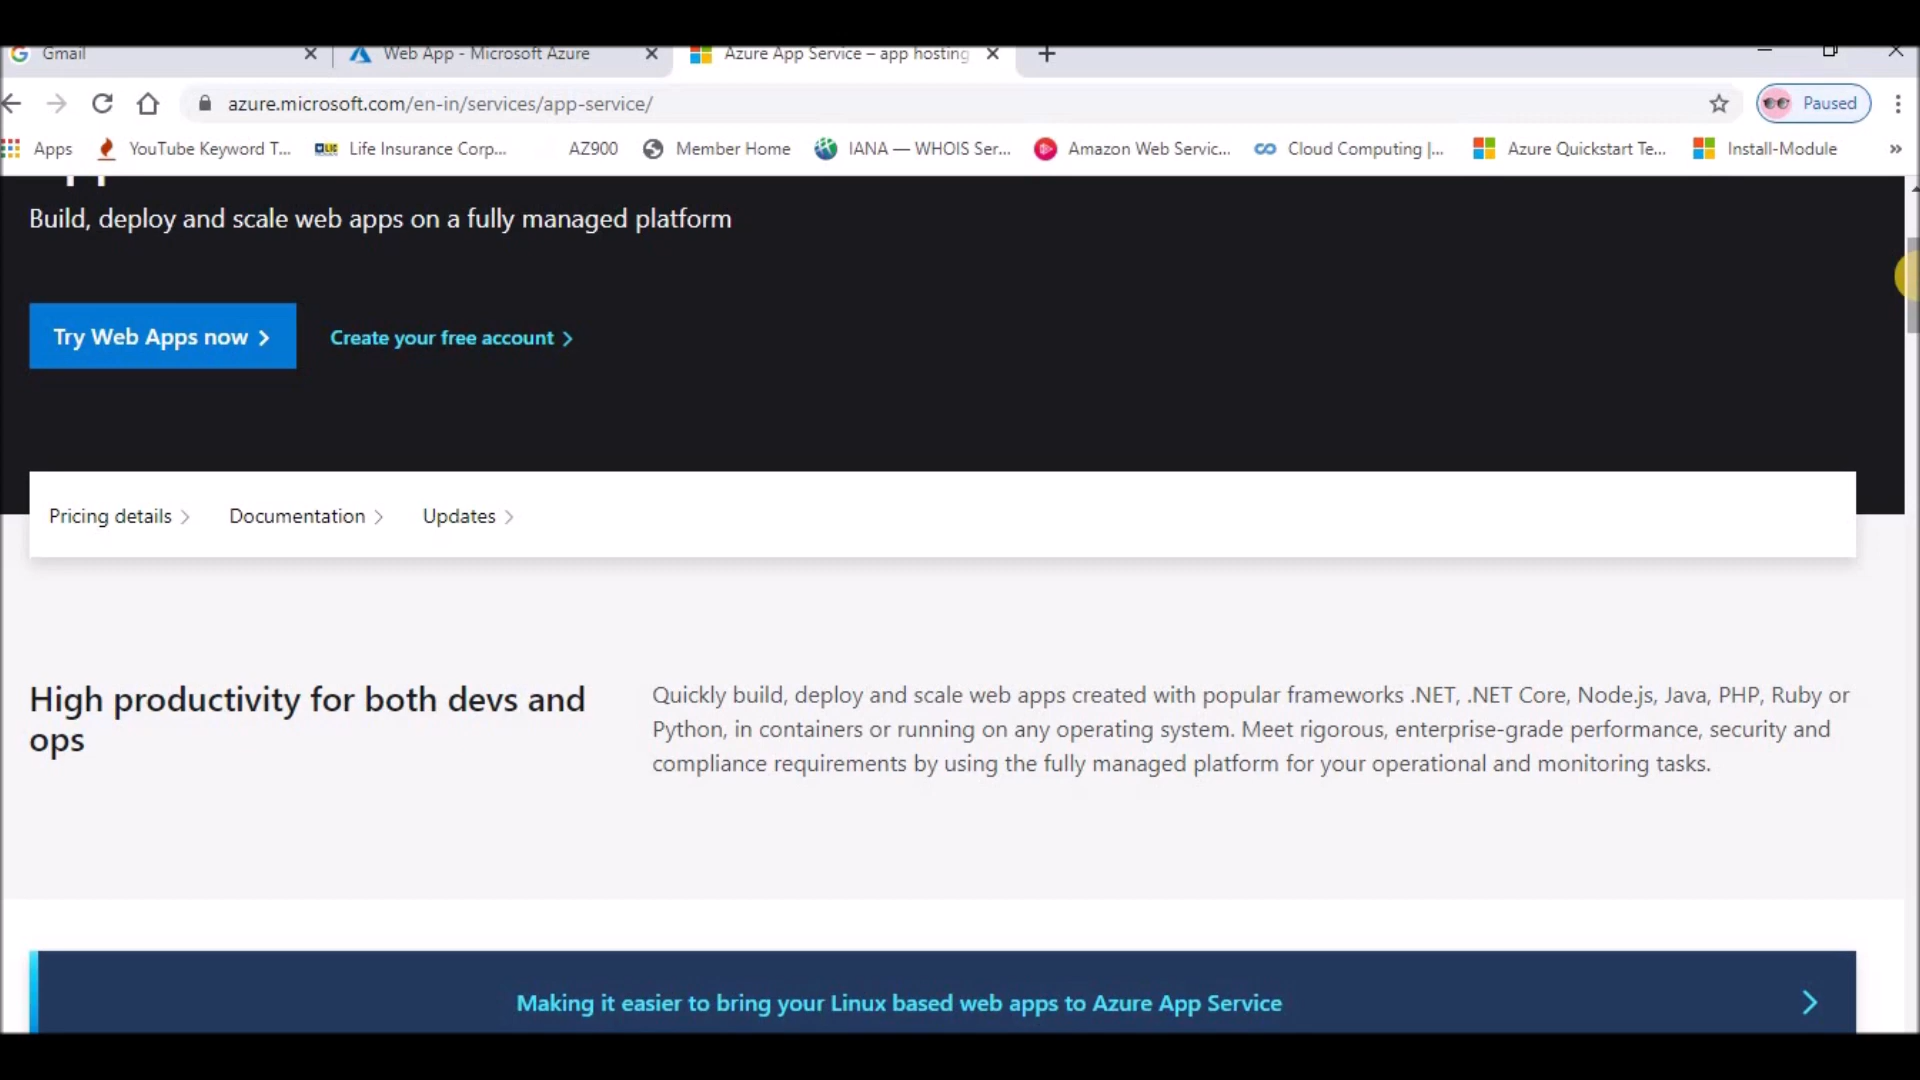 Gmail
Web App - Microsoft Azure
Azure App Service – app hosting
azure.microsoft.com/en-in/services/app-service/
Paused
Apps
YouTube Keyword T...
Life Insurance Corp...
AZ900
Member Home
IANA — WHOIS Ser...
Amazon Web Servic...
Cloud Computing |...
Azure Quickstart Te...
Install-Module
Build, deploy and scale web apps on a fully managed platform
Try Web Apps now
Create your free account
Pricing details
Documentation
Updates
High productivity for both devs and
ops
Quickly build, deploy and scale web apps created with popular frameworks .NET, .NET Core, Node.js, Java, PHP, Ruby or
Python, in containers or running on any operating system. Meet rigorous, enterprise-grade performance, security and
compliance requirements by using the fully managed platform for your operational and monitoring tasks.
Making it easier to bring your Linux based web apps to Azure App Service